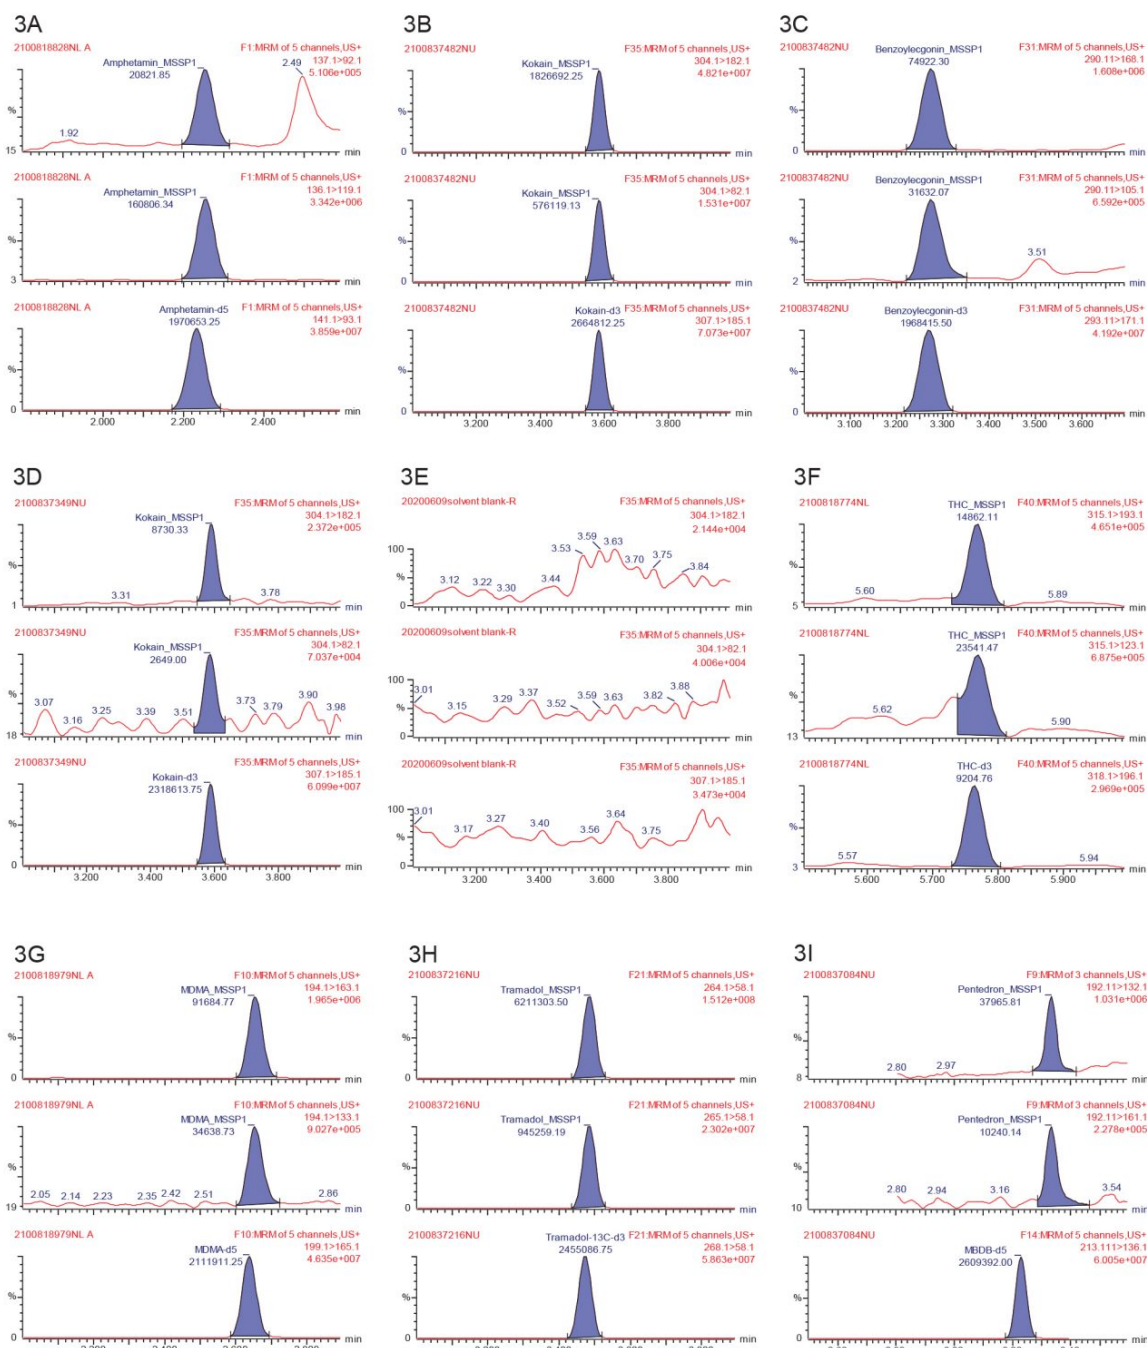 3A
2100818828NL A
F1:MRM of 5 channels,US+
137.1>92.1
5.106e+005
Amphetamin_MSSP1
20821.85
2.49
1.92
%
15
min
2100818828NL A
F1:MRM of 5 channels,US+
136.1>119.1
3.342e+006
Amphetamin_MSSP1
160806.34
%
3
min
2100818828NL A
F1:MRM of 5 channels,US+
141.1>93.1
3.859e+007
Amphetamin-d5
1970653.25
%
0
min
2.000 2.200 2.400
3B
2100837482NU
F35:MRM of 5 channels,US+
304.1>182.1
4.821e+007
Kokain_MSSP1
1826692.25
%
0
min
2100837482NU
F35:MRM of 5 channels,US+
304.1>82.1
1.531e+007
Kokain_MSSP1
576119.13
%
0
min
2100837482NU
F35:MRM of 5 channels,US+
307.1>185.1
7.073e+007
Kokain-d3
2664812.25
%
0
min
3.200 3.400 3.600 3.800
3C
2100837482NU
F31:MRM of 5 channels,US+
290.11>168.1
1.608e+006
Benzoylecgonin_MSSP1
74922.30
%
0
min
2100837482NU
F31:MRM of 5 channels,US+
290.11>105.1
6.592e+005
Benzoylecgonin_MSSP1
31632.07
3.51
%
2
min
2100837482NU
F31:MRM of 5 channels,US+
293.11>171.1
4.192e+007
Benzoylecgonin-d3
1968415.50
%
0
min
3.100 3.200 3.300 3.400 3.500 3.600
3D
2100837349NU
F35:MRM of 5 channels,US+
304.1>182.1
2.372e+005
Kokain_MSSP1
8730.33
3.31 3.78
%
1
min
2100837349NU
F35:MRM of 5 channels,US+
304.1>82.1
7.037e+004
Kokain_MSSP1
2649.00
3.07 3.16 3.25 3.39 3.51 3.73 3.79 3.90 3.98
%
18
min
2100837349NU
F35:MRM of 5 channels,US+
307.1>185.1
6.099e+007
Kokain-d3
2318613.75
%
0
min
3.200 3.400 3.600 3.800
3E
20200609solvent blank-R
F35:MRM of 5 channels,US+
304.1>182.1
2.144e+004
100
3.12 3.22 3.30 3.44 3.53 3.59 3.63 3.70 3.75 3.84
%
0
min
20200609solvent blank-R
F35:MRM of 5 channels,US+
304.1>82.1
4.006e+004
100
3.01 3.15 3.29 3.37 3.52 3.59 3.63 3.82 3.88
%
0
min
20200609solvent blank-R
F35:MRM of 5 channels,US+
307.1>185.1
3.473e+004
100
3.01 3.17 3.27 3.40 3.56 3.64 3.75
%
0
min
3.200 3.400 3.600 3.800
3F
2100818774NL
F40:MRM of 5 channels,US+
315.1>193.1
4.651e+005
THC_MSSP1
14862.11
5.60 5.89
%
5
min
2100818774NL
F40:MRM of 5 channels,US+
315.1>123.1
6.875e+005
THC_MSSP1
23541.47
5.62 5.90
%
13
min
2100818774NL
F40:MRM of 5 channels,US+
318.1>196.1
2.969e+005
THC-d3
9204.76
5.57 5.94
%
3
min
5.600 5.700 5.800 5.900
3G
2100818979NL A
F10:MRM of 5 channels,US+
194.1>163.1
1.965e+006
MDMA_MSSP1
91684.77
%
0
min
2100818979NL A
F10:MRM of 5 channels,US+
194.1>133.1
9.027e+005
MDMA_MSSP1
34638.73
2.05 2.14 2.23 2.35 2.42 2.51 2.86
%
19
min
2100818979NL A
F10:MRM of 5 channels,US+
199.1>165.1
4.635e+007
MDMA-d5
2111911.25
%
0
min
3H
2100837216NU
F21:MRM of 5 channels,US+
264.1>58.1
1.512e+008
Tramadol_MSSP1
6211303.50
%
0
min
2100837216NU
F21:MRM of 5 channels,US+
265.1>58.1
2.302e+007
Tramadol_MSSP1
945259.19
%
0
min
2100837216NU
F21:MRM of 5 channels,US+
268.1>58.1
5.863e+007
Tramadol-13C-d3
2455086.75
%
0
min
3I
2100837084NU
F9:MRM of 3 channels,US+
192.11>132.1
1.031e+006
Pentedron_MSSP1
37965.81
2.80 2.97
%
8
min
2100837084NU
F9:MRM of 3 channels,US+
192.11>161.1
2.278e+005
Pentedron_MSSP1
10240.14
2.80 2.94 3.16 3.54
%
10
min
2100837084NU
F14:MRM of 5 channels,US+
213.111>136.1
6.005e+007
MBDB-d5
2609392.00
%
0
min